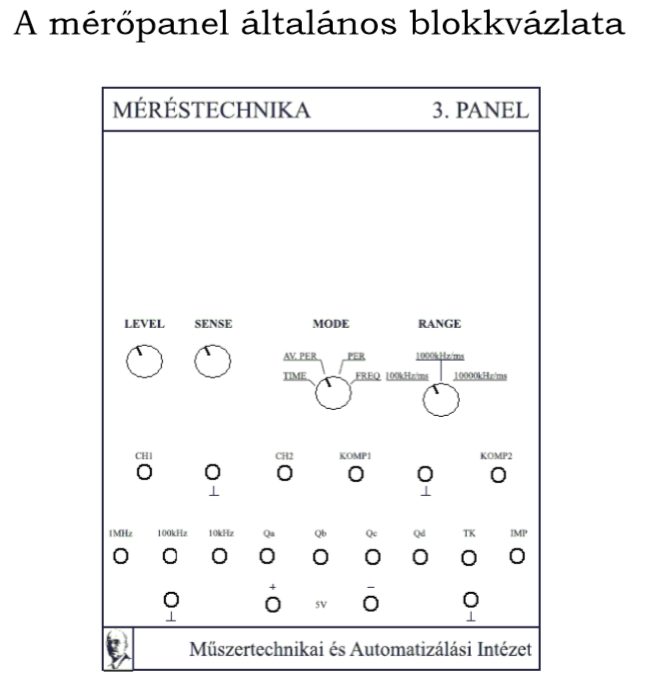 A mérőpanel általános blokkvázlata
MÉRÉSTECHNIKA 3. PANEL
LEVEL SENSE MODE RANGE
AV. PER PER 1000kHz/ms
TIME FREQ 100kHz/ms 10000kHz/ms
CH1 CH2 KOMP1 KOMP2
1MHz 100kHz 10kHz Qa Qb Qc Qd TK IMP
+ 5V −
Műszertechnikai és Automatizálási Intézet